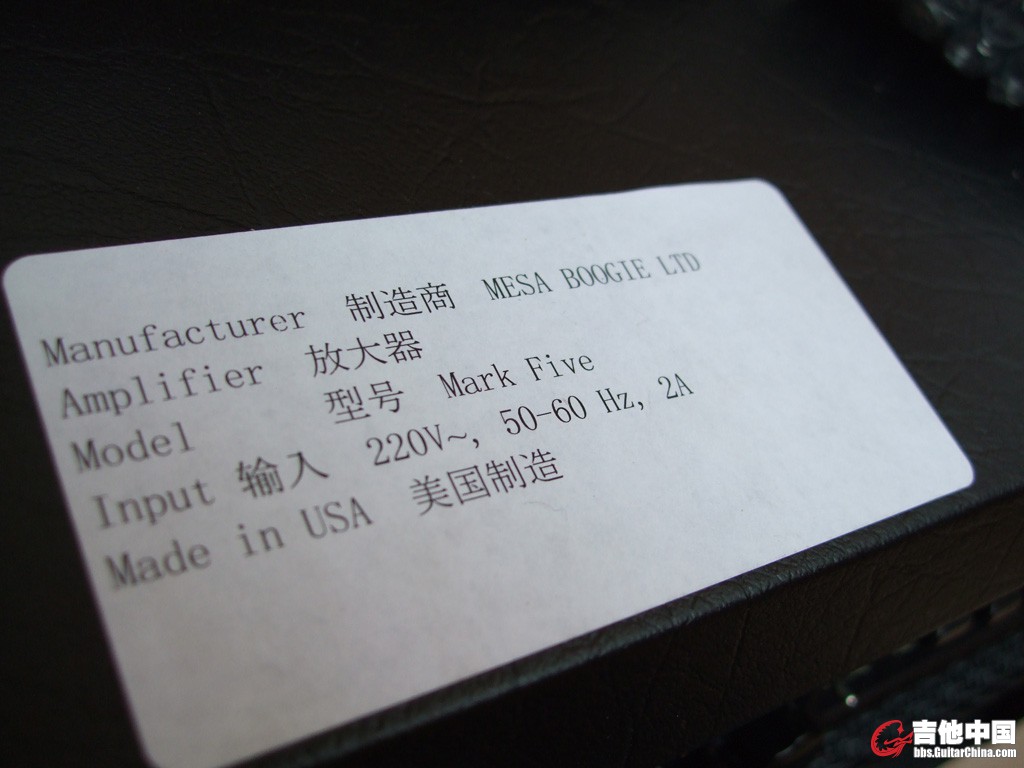 Manufacturer 制造商 MESA BOOGIE LTD
Amplifier 放大器
Model 型号 Mark Five
Input 输入 220V~, 50-60 Hz, 2A
Made in USA 美国制造
吉他中国
bbs.GuitarChina.com